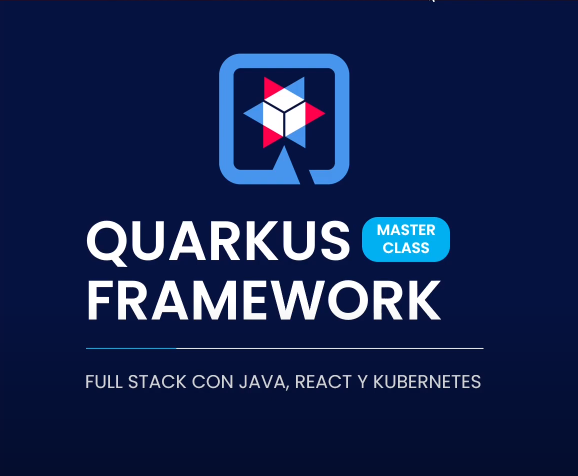 QUARKUS
MASTER
CLASS
FRAMEWORK
FULL STACK CON JAVA, REACT Y KUBERNETES